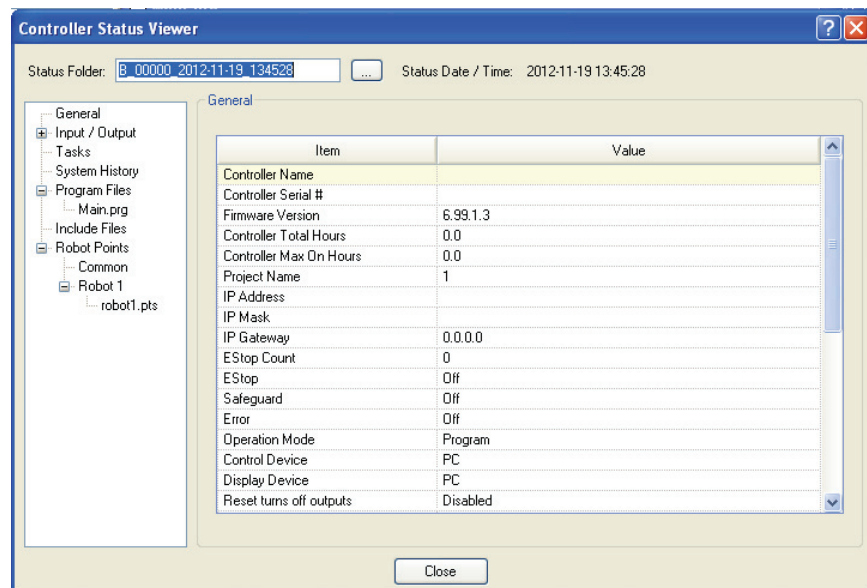 Controller Status Viewer
Status Folder: B_00000_2012-11-19_134528 ... Status Date / Time: 2012-11-19 13:45:28
General
Input / Output
Tasks
System History
Program Files
Main.prg
Include Files
Robot Points
Common
Robot 1
robot1.pts
General
Item Value
Controller Name
Controller Serial #
Firmware Version 6.99.1.3
Controller Total Hours 0.0
Controller Max On Hours 0.0
Project Name 1
IP Address
IP Mask
IP Gateway 0.0.0.0
EStop Count 0
EStop Off
Safeguard Off
Error Off
Operation Mode Program
Control Device PC
Display Device PC
Reset turns off outputs Disabled
Close